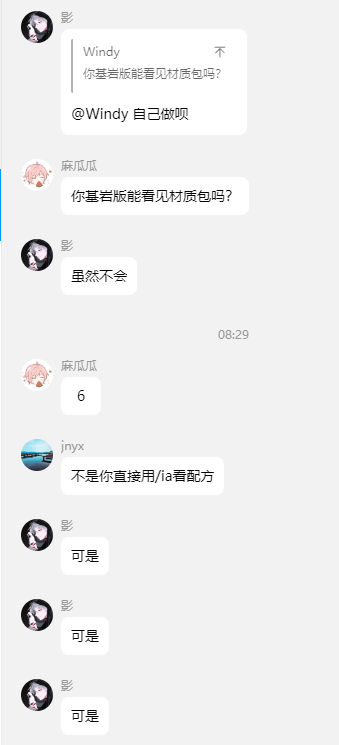 影
Windy
你基岩版能看见材质包吗?
@Windy 自己做呗
麻瓜瓜
你基岩版能看见材质包吗?
影
虽然不会
08:29
麻瓜瓜
6
jnyx
不是你直接用/ia看配方
影
可是
影
可是
影
可是